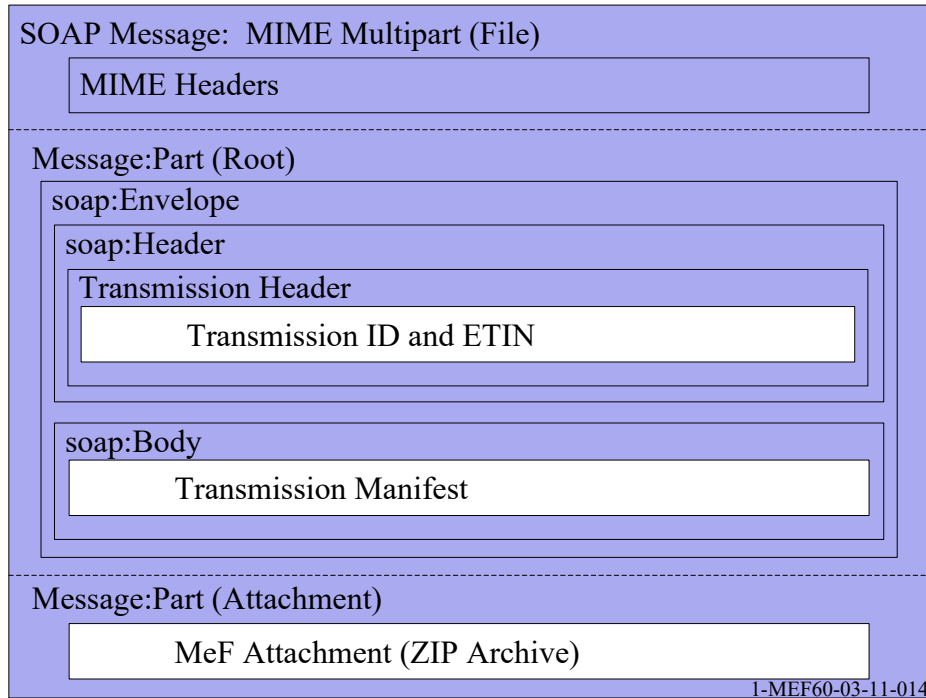 SOAP Message: MIME Multipart (File)
MIME Headers
Message:Part (Root)
soap:Envelope
soap:Header
Transmission Header
Transmission ID and ETIN
soap:Body
Transmission Manifest
Message:Part (Attachment)
MeF Attachment (ZIP Archive)
1-MEF60-03-11-014